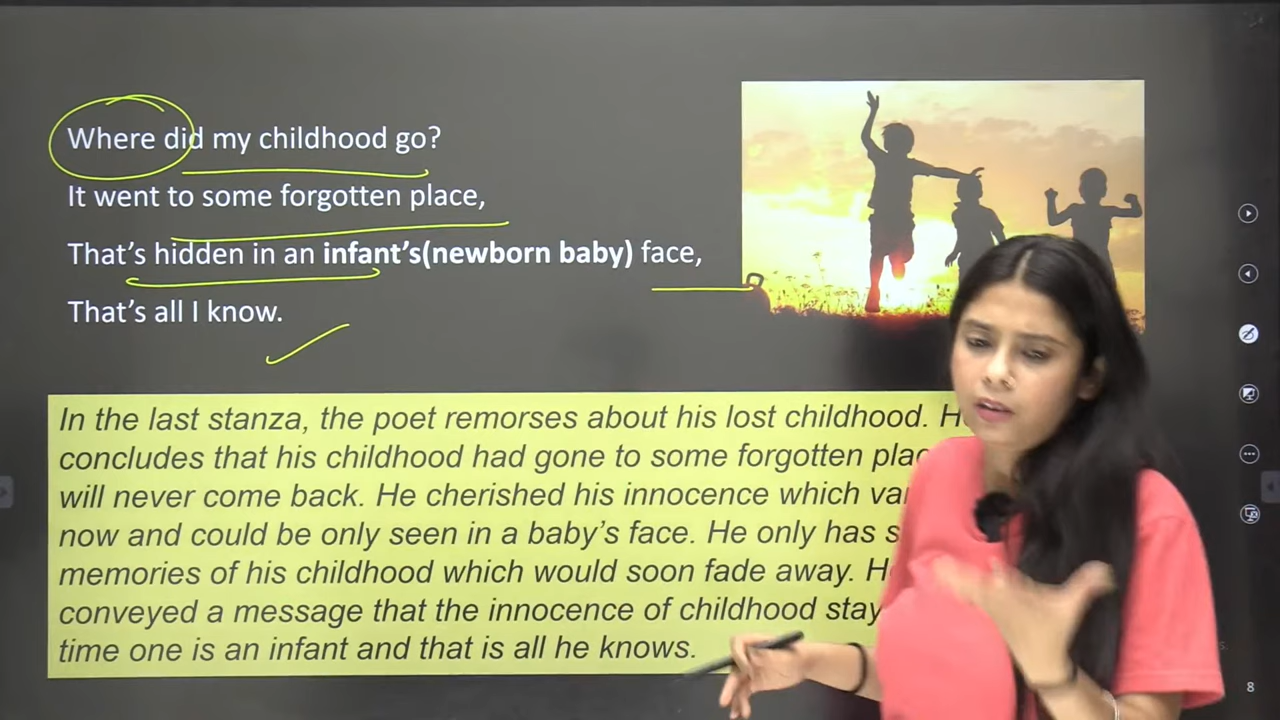 Where did my childhood go?
It went to some forgotten place,
That's hidden in an infant's(newborn baby) face,
That's all I know.
In the last stanza, the poet remorses about his lost childhood.
concludes that his childhood had gone to some forgotten
will never come back. He cherished his innocence which
now and could be only seen in a baby's face. He only has
memories of his childhood which would soon fade away.
conveyed a message that the innocence of childhood
time one is an infant and that is all he knows.
8